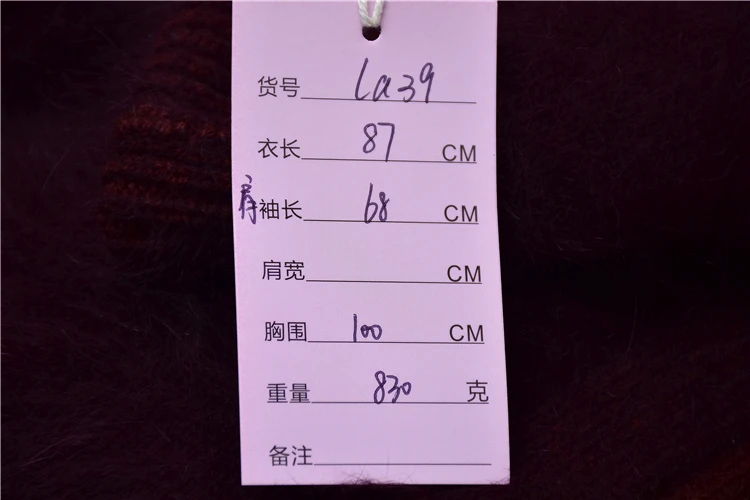 货号 la39
衣长 87 CM
肩袖长 68 CM
肩宽 CM
胸围 100 CM
重量 830 克
备注